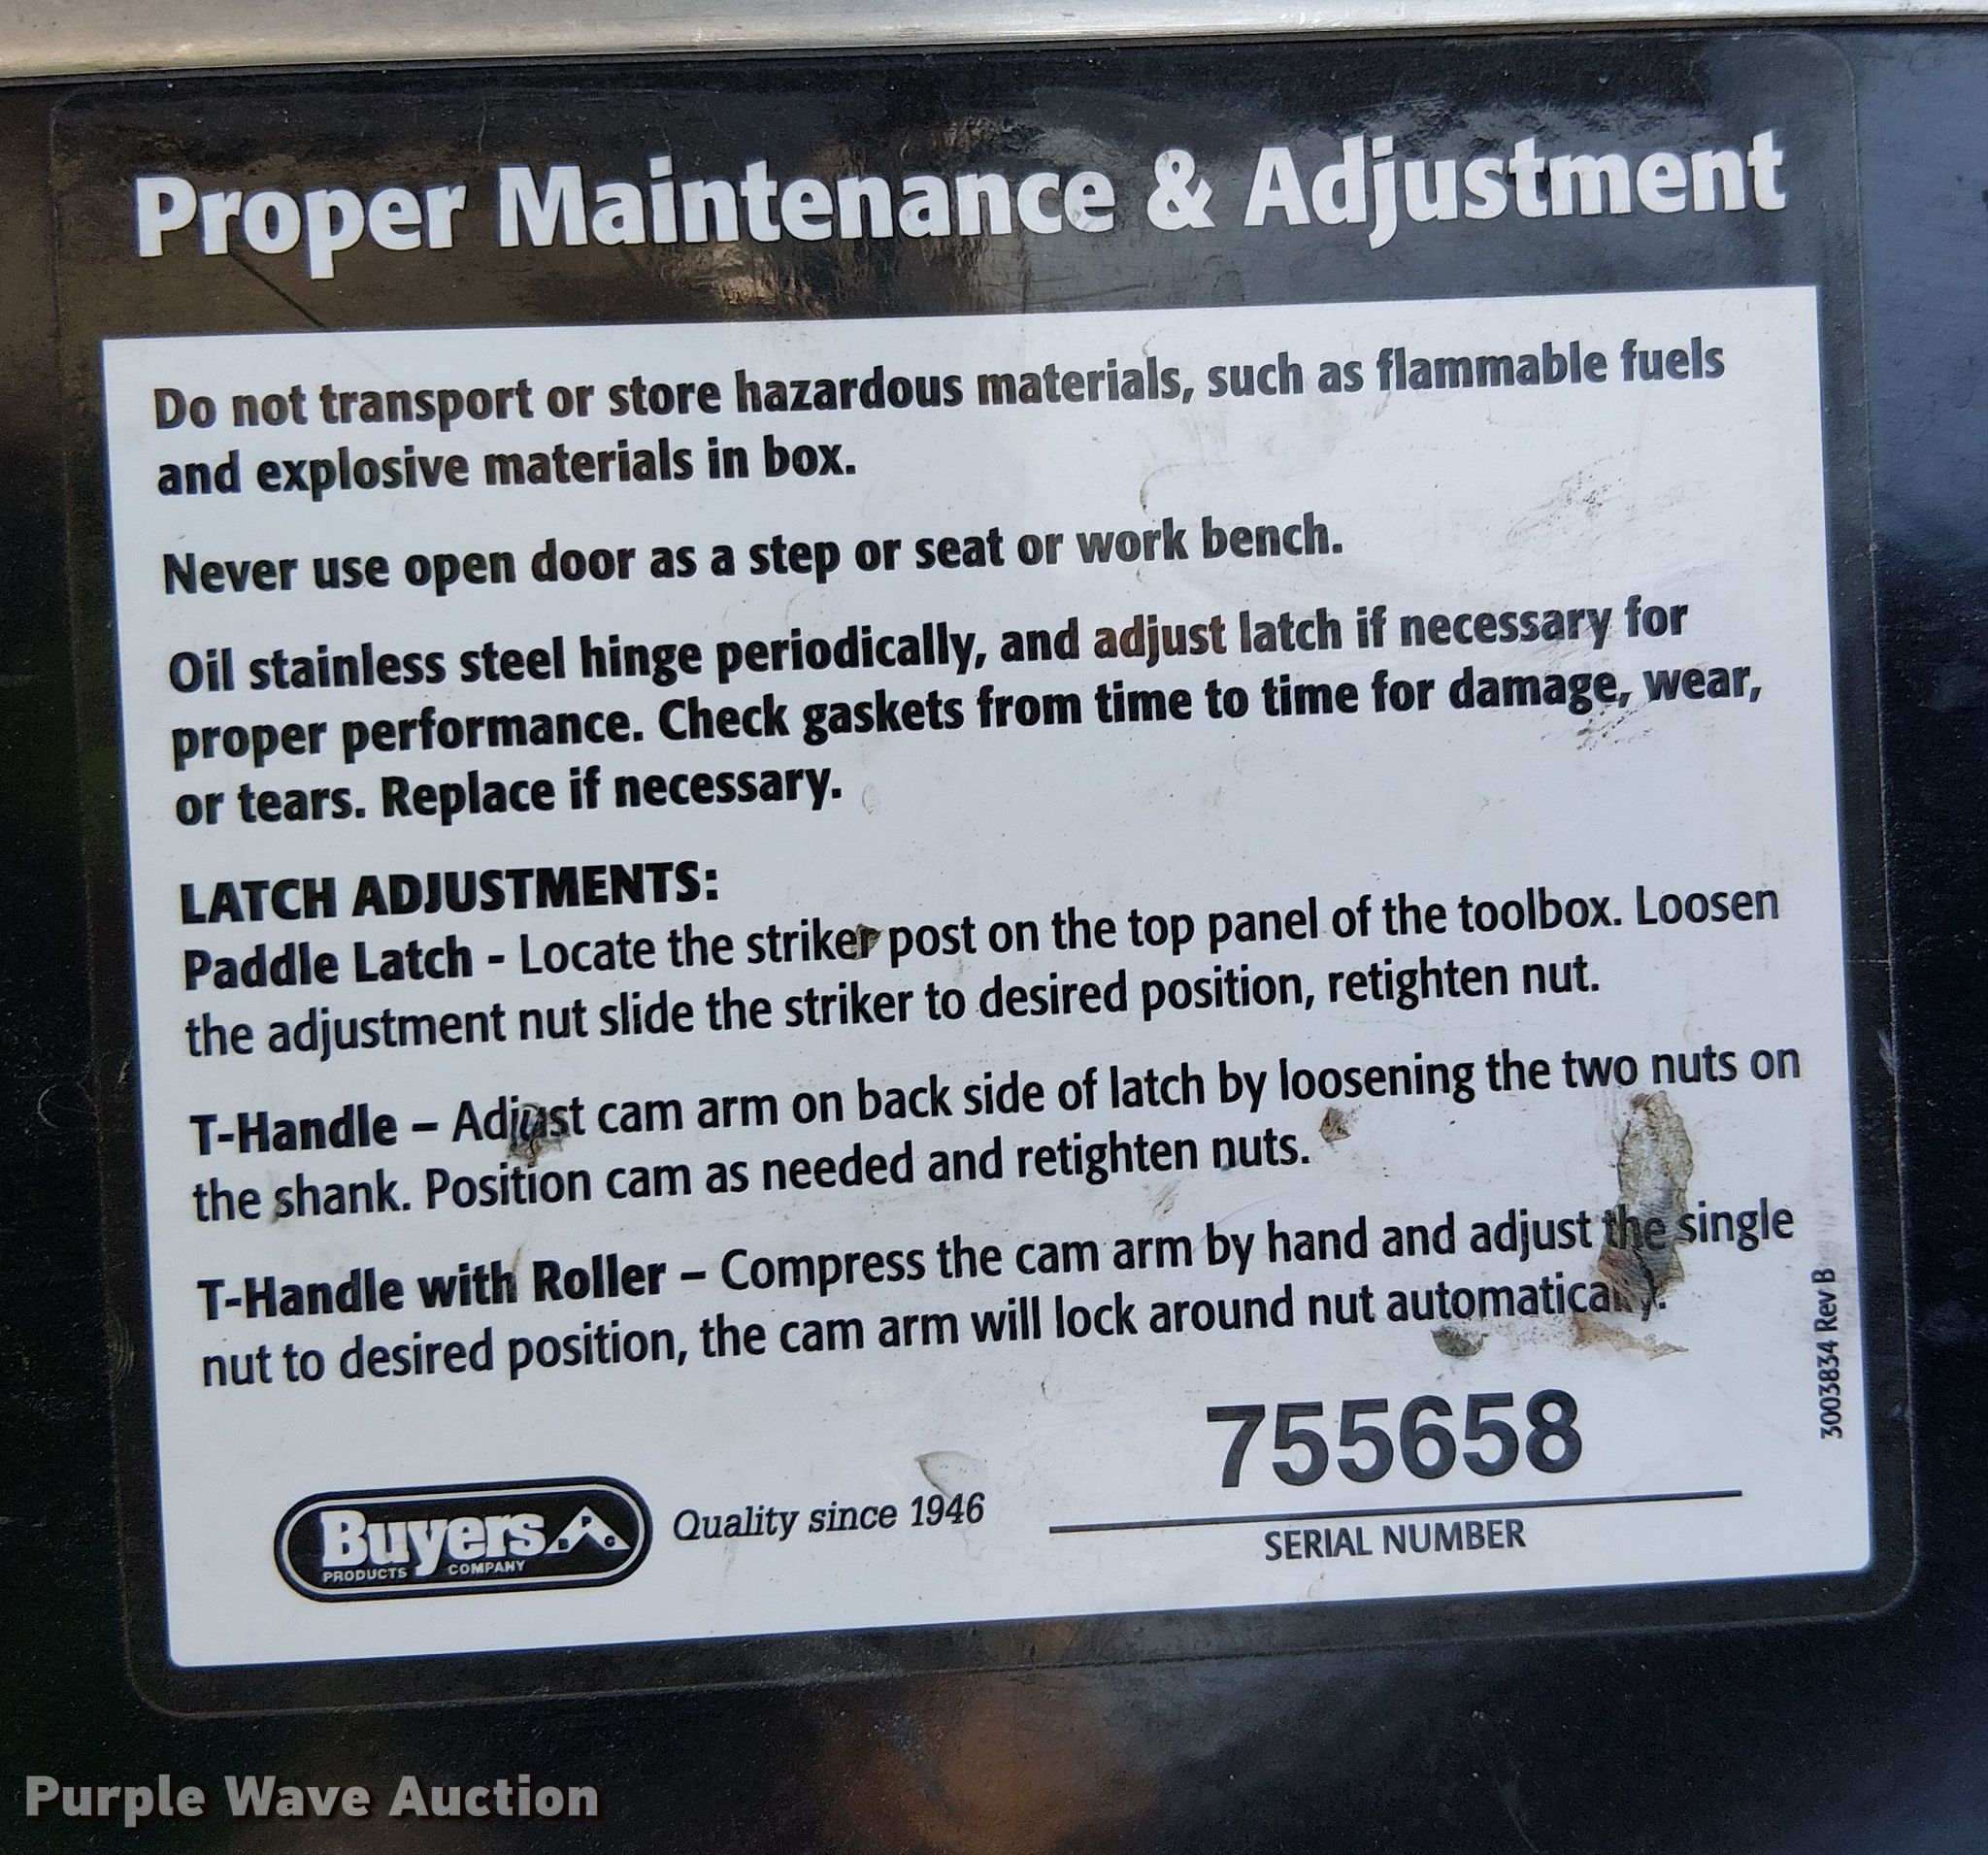 Proper Maintenance & Adjustment
Do not transport or store hazardous materials, such as flammable fuels
and explosive materials in box.
Never use open door as a step or seat or work bench.
Oil stainless steel hinge periodically, and adjust latch if necessary for
proper performance. Check gaskets from time to time for damage, wear,
or tears. Replace if necessary.
LATCH ADJUSTMENTS:
Paddle Latch - Locate the striker post on the top panel of the toolbox. Loosen
the adjustment nut slide the striker to desired position, retighten nut.
T-Handle – Adjust cam arm on back side of latch by loosening the two nuts on
the shank. Position cam as needed and retighten nuts.
T-Handle with Roller – Compress the cam arm by hand and adjust the single
nut to desired position, the cam arm will lock around nut automatically.
3003834 Rev B
755658
SERIAL NUMBER
Buyers
PRODUCTS COMPANY
Quality since 1946
Purple Wave Auction